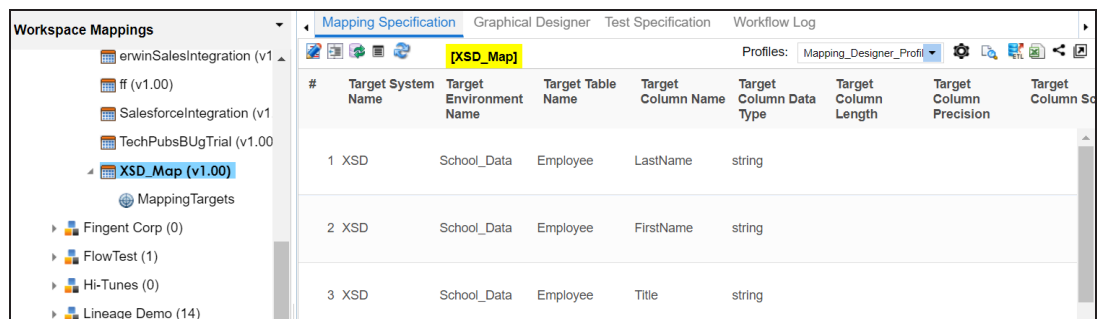 Workspace Mappings
erwinSalesIntegration (v1
ff (v1.00)
SalesforceIntegration (v1
TechPubsBUgTrial (v1.00
XSD_Map (v1.00)
MappingTargets
Fingent Corp (0)
FlowTest (1)
Hi-Tunes (0)
Lineage Demo (14)
Mapping Specification Graphical Designer Test Specification Workflow Log
[XSD_Map] Profiles: Mapping_Designer_Profil
# Target System Target Target Table Target Target Target Target Target
Name Environment Name Column Name Column Data Column Column Column Sc
Name Type Length Precision
1 XSD School_Data Employee LastName string
2 XSD School_Data Employee FirstName string
3 XSD School_Data Employee Title string